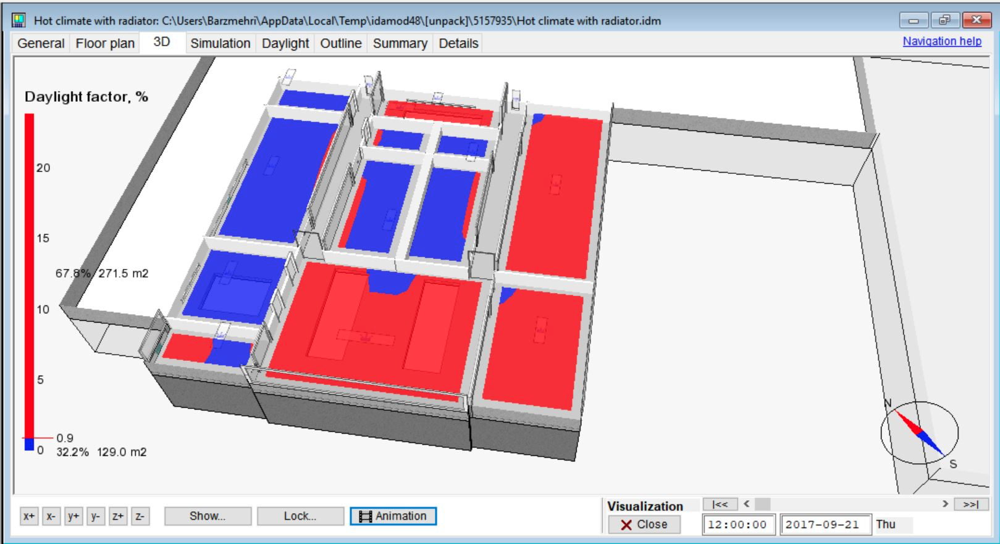 Hot climate with radiator: C:\Users\Barzmehri\AppData\Local\Temp\idamod48\[unpack]\5157935\Hot climate with radiator.idm
General Floor plan 3D Simulation Daylight Outline Summary Details Navigation help
Daylight factor, %
20
15
67.8% 271.5 m2
10
5
0.9
0 32.2% 129.0 m2
N
S
x+ x- y+ y- z+ z- Show... Lock... Animation
Visualization |<< < > >>|
Close 12:00:00 2017-09-21 Thu